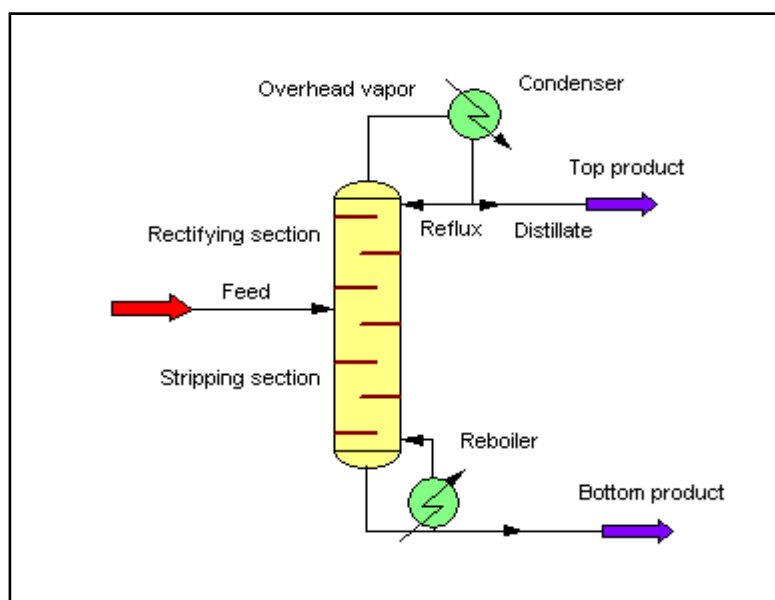 Overhead vapor
Condenser
Top product
Reflux
Distillate
Rectifying section
Feed
Stripping section
Reboiler
Bottom product